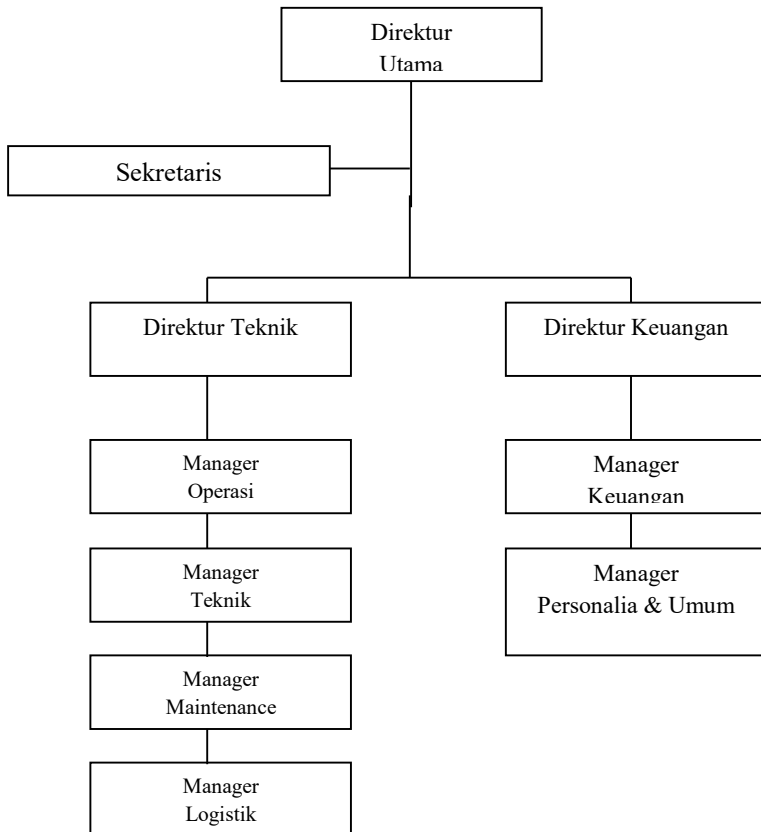 Direktur
Utama
Sekretaris
Direktur Teknik
Direktur Keuangan
Manager
Operasi
Manager
Keuangan
Manager
Teknik
Manager
Personalia & Umum
Manager
Maintenance
Manager
Logistik